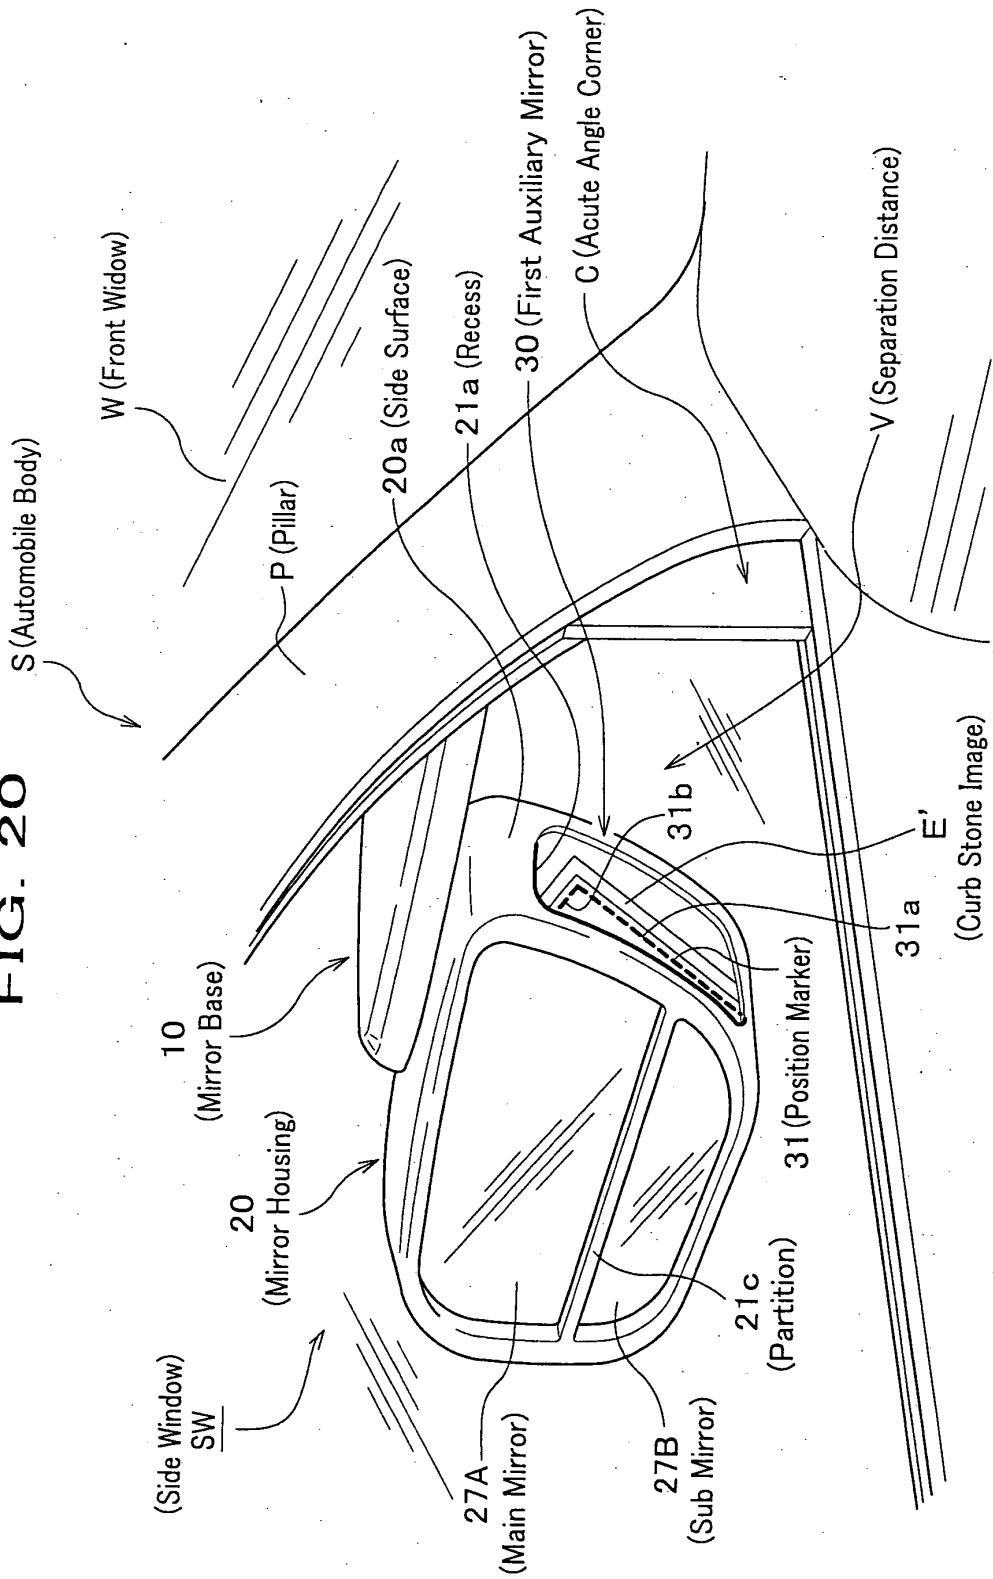 FIG. 20
S (Automobile Body)
W (Front Widow)
P (Pillar)
20a (Side Surface)
21a (Recess)
30 (First Auxiliary Mirror)
C (Acute Angle Corner)
V (Separation Distance)
10
(Mirror Base)
20
(Mirror Housing)
(Side Window)
SW
27A
(Main Mirror)
27B
(Sub Mirror)
21c
(Partition)
31 (Position Marker)
31a
31b
E'
(Curb Stone Image)